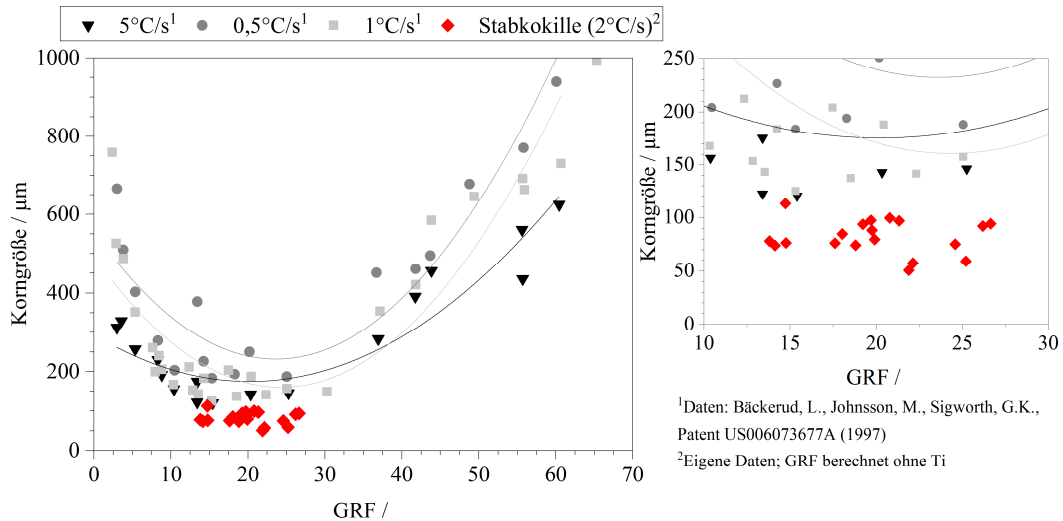 5°C/s¹ 0,5°C/s¹ 1°C/s¹ Stabkokille (2°C/s)²
Korngröße / µm
1000
800
600
400
200
0
0 10 20 30 40 50 60 70
GRF /
Korngröße / µm
250
200
150
100
50
0
10 15 20 25 30
GRF /
¹Daten: Bäckerud, L., Johnsson, M., Sigworth, G.K.,
Patent US006073677A (1997)
²Eigene Daten; GRF berechnet ohne Ti